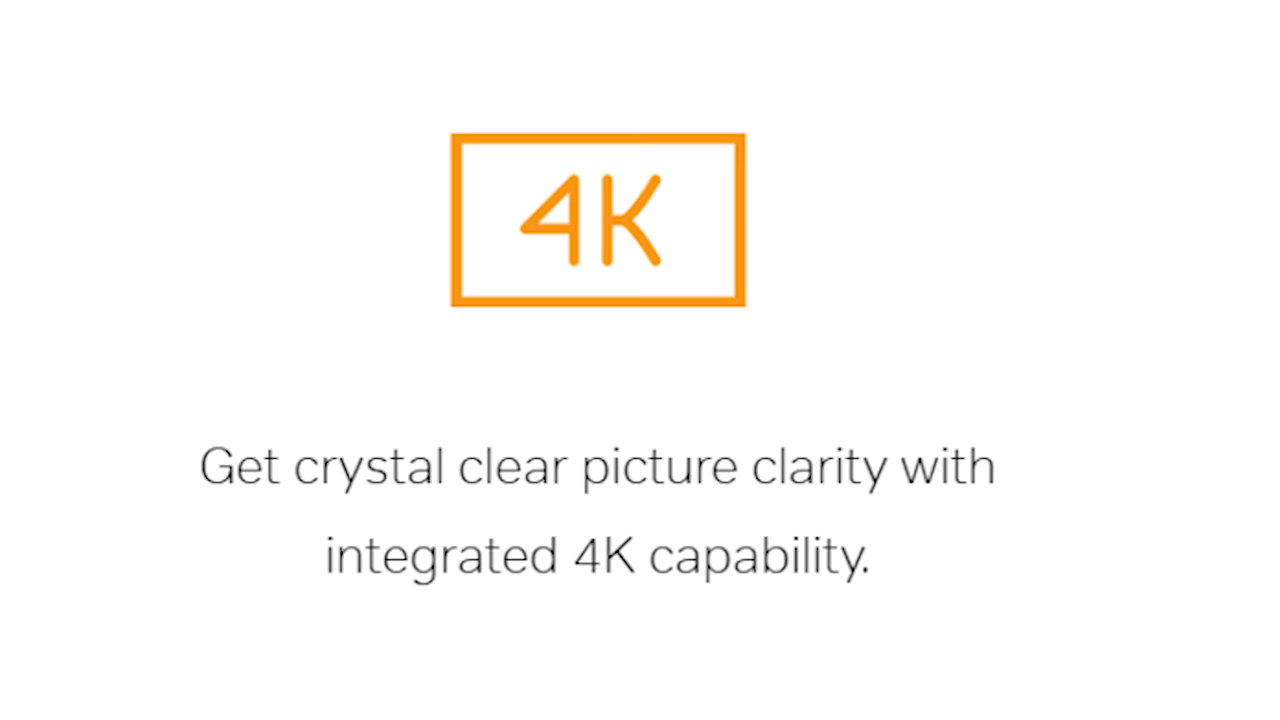 4K
Get crystal clear picture clarity with
integrated 4K capability.